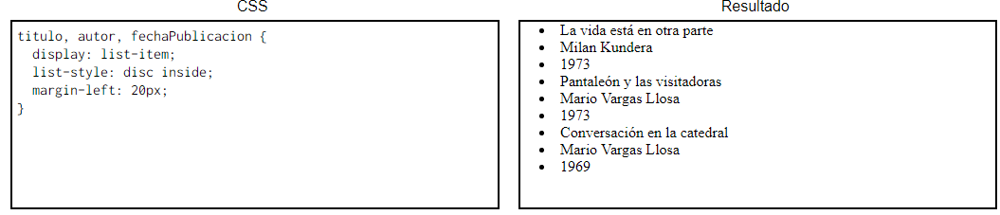 CSS
titulo, autor, fechaPublicacion {
  display: list-item;
  list-style: disc inside;
  margin-left: 20px;
}
Resultado
• La vida está en otra parte
• Milan Kundera
• 1973
• Pantaleón y las visitadoras
• Mario Vargas Llosa
• 1973
• Conversación en la catedral
• Mario Vargas Llosa
• 1969